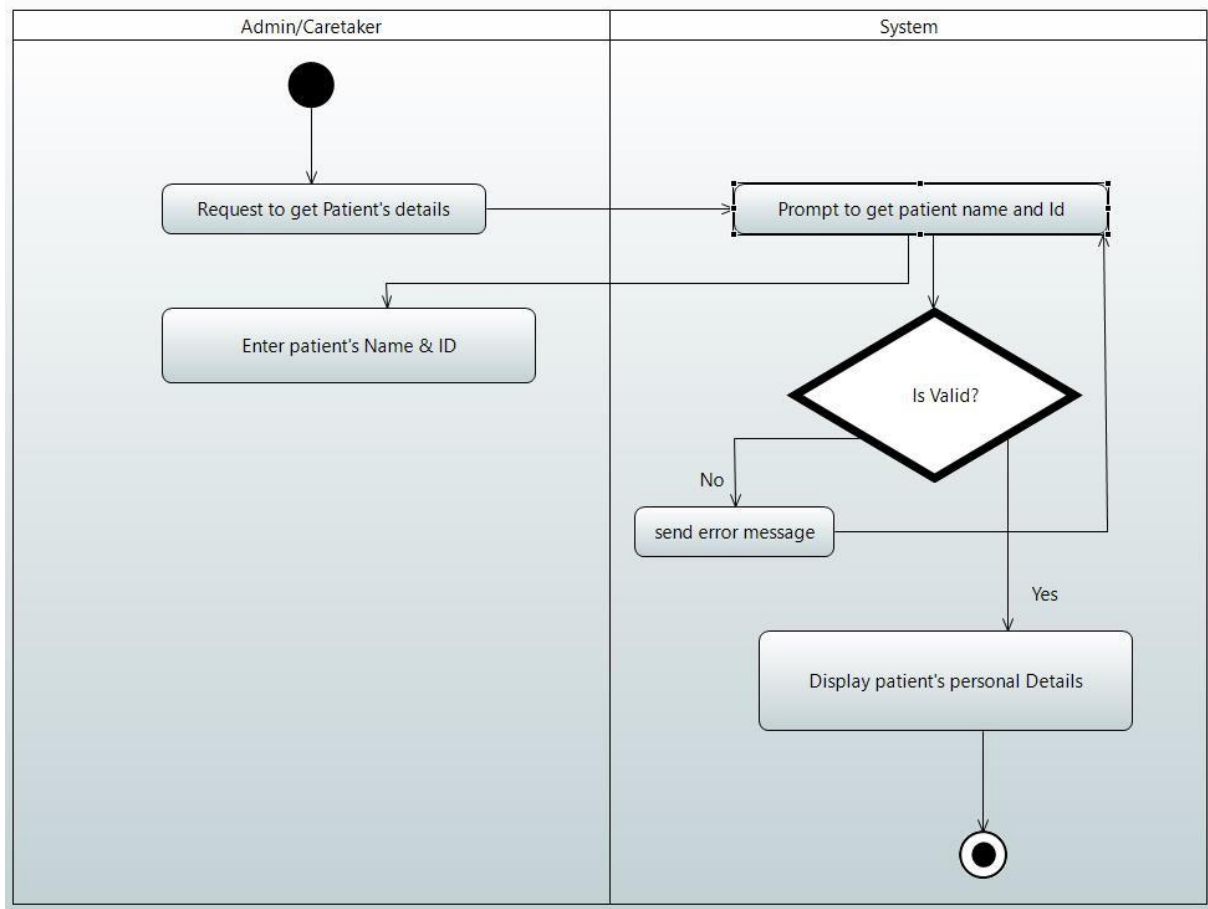 Admin/Caretaker
System
Request to get Patient's details
Prompt to get patient name and Id
Enter patient's Name & ID
Is Valid?
No
send error message
Yes
Display patient's personal Details